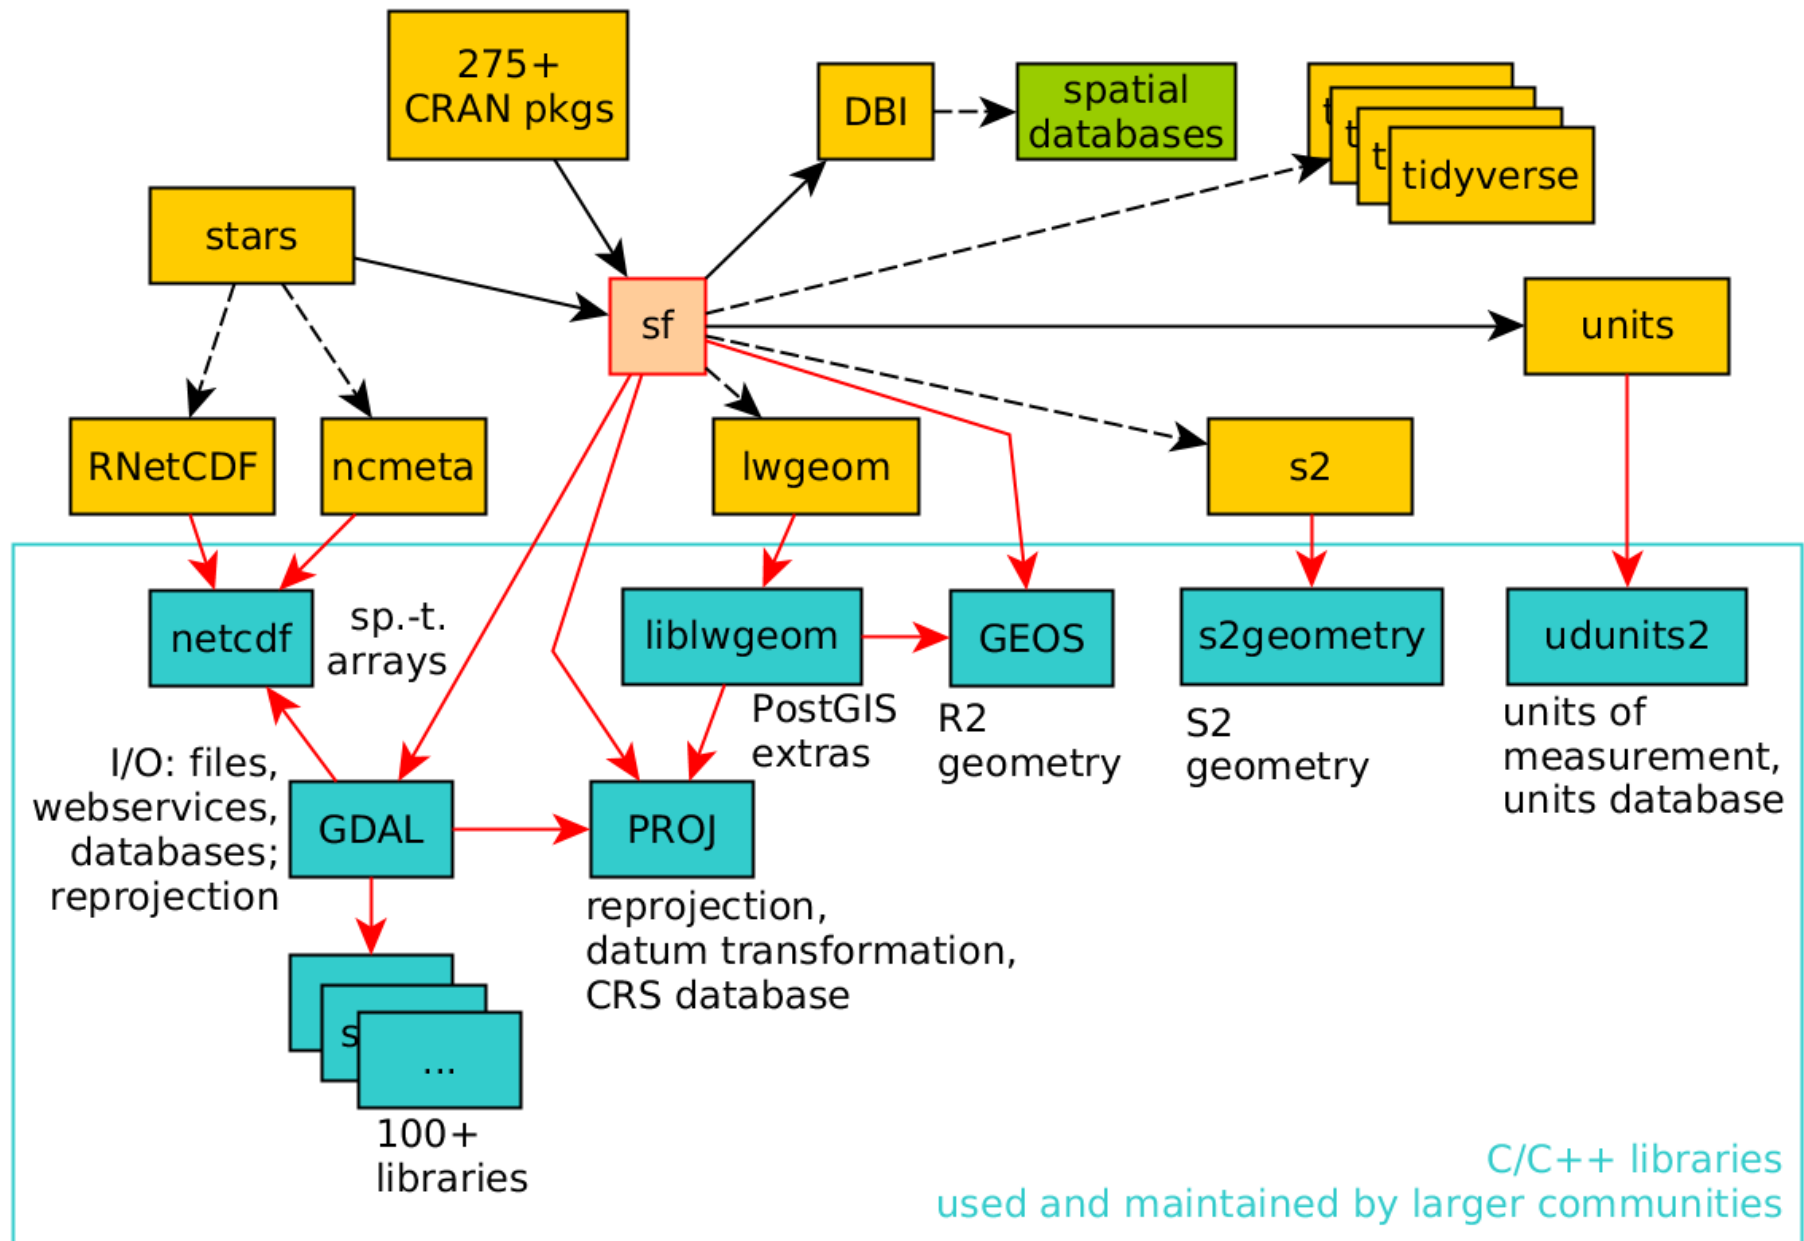 275+
CRAN pkgs
DBI
spatial
databases
t
t
t
tidyverse
stars
sf
units
RNetCDF
ncmeta
lwgeom
s2
netcdf
sp.-t.
arrays
liblwgeom
GEOS
s2geometry
udunits2
PostGIS
extras
R2
geometry
S2
geometry
units of
measurement,
units database
I/O: files,
webservices,
databases;
reprojection
GDAL
PROJ
reprojection,
datum transformation,
CRS database
s
...
100+
libraries
C/C++ libraries
used and maintained by larger communities